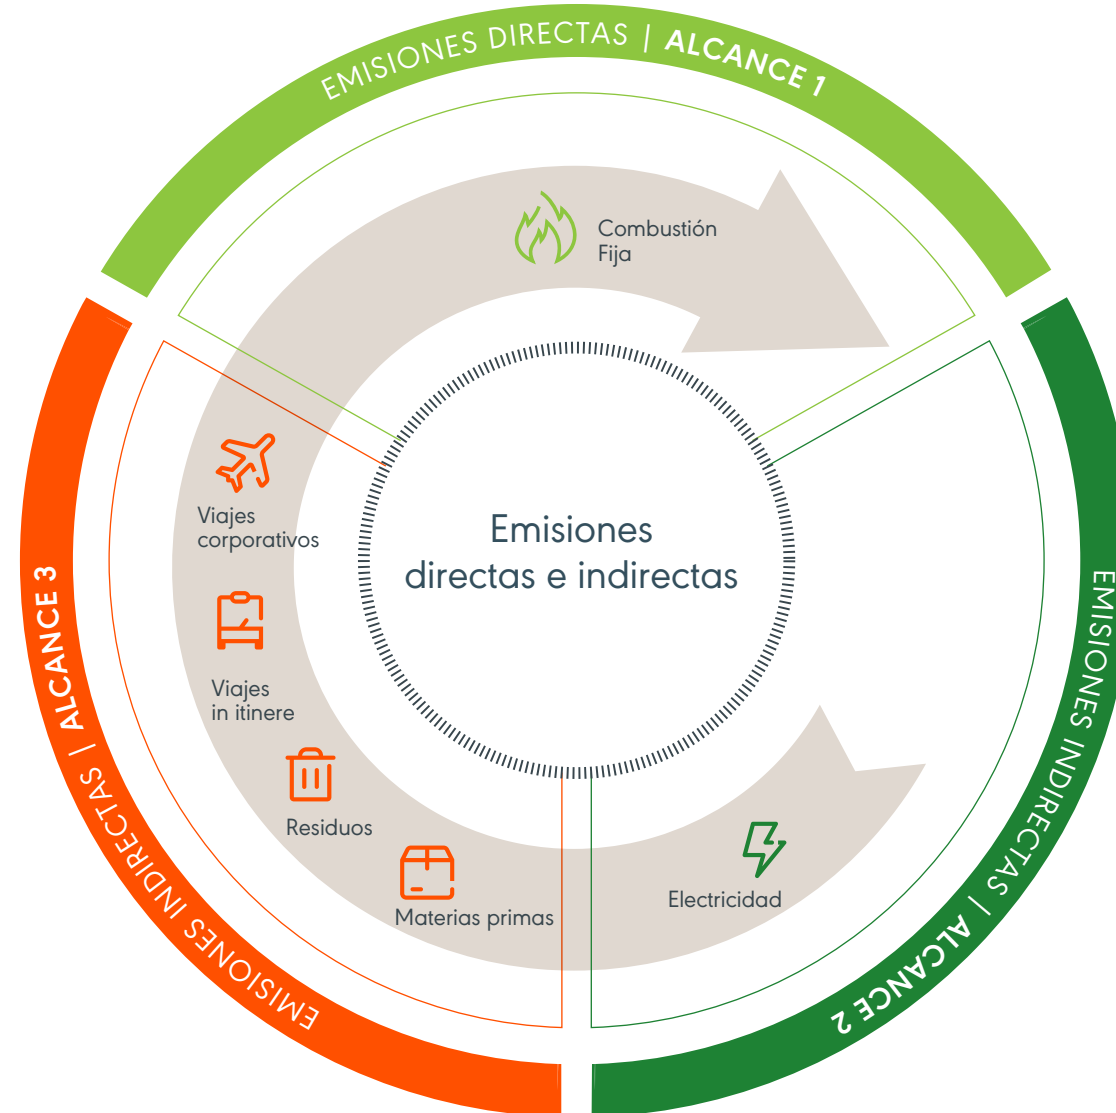 EMISIONES DIRECTAS | ALCANCE 1
Combustión
Fija
Viajes
corporativos
Viajes
in itinere
Residuos
Materias primas
Electricidad
Emisiones
directas e indirectas
EMISIONES INDIRECTAS | ALCANCE 2
EMISIONES INDIRECTAS | ALCANCE 3